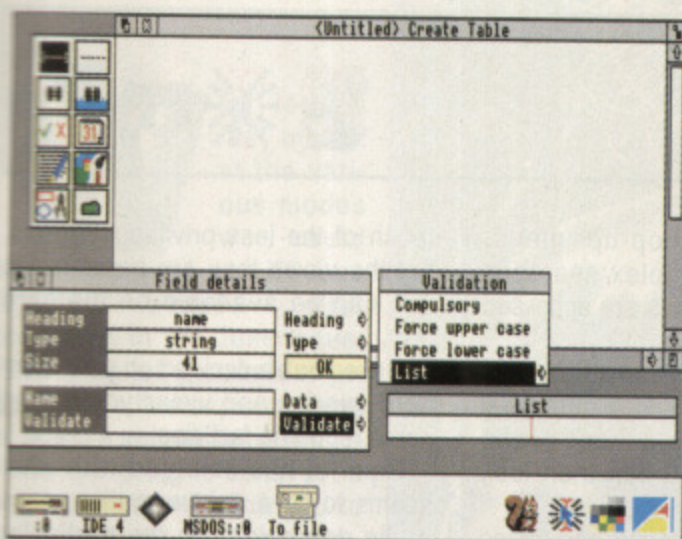 <Untitled> Create Table
31
Field details
Heading name Heading
Type string Type
Size 41 OK
Name Data
Validate Validate
Validation
Compulsory
Force upper case
Force lower case
List
List
:0 IDE 4 MSDOS::0 To file